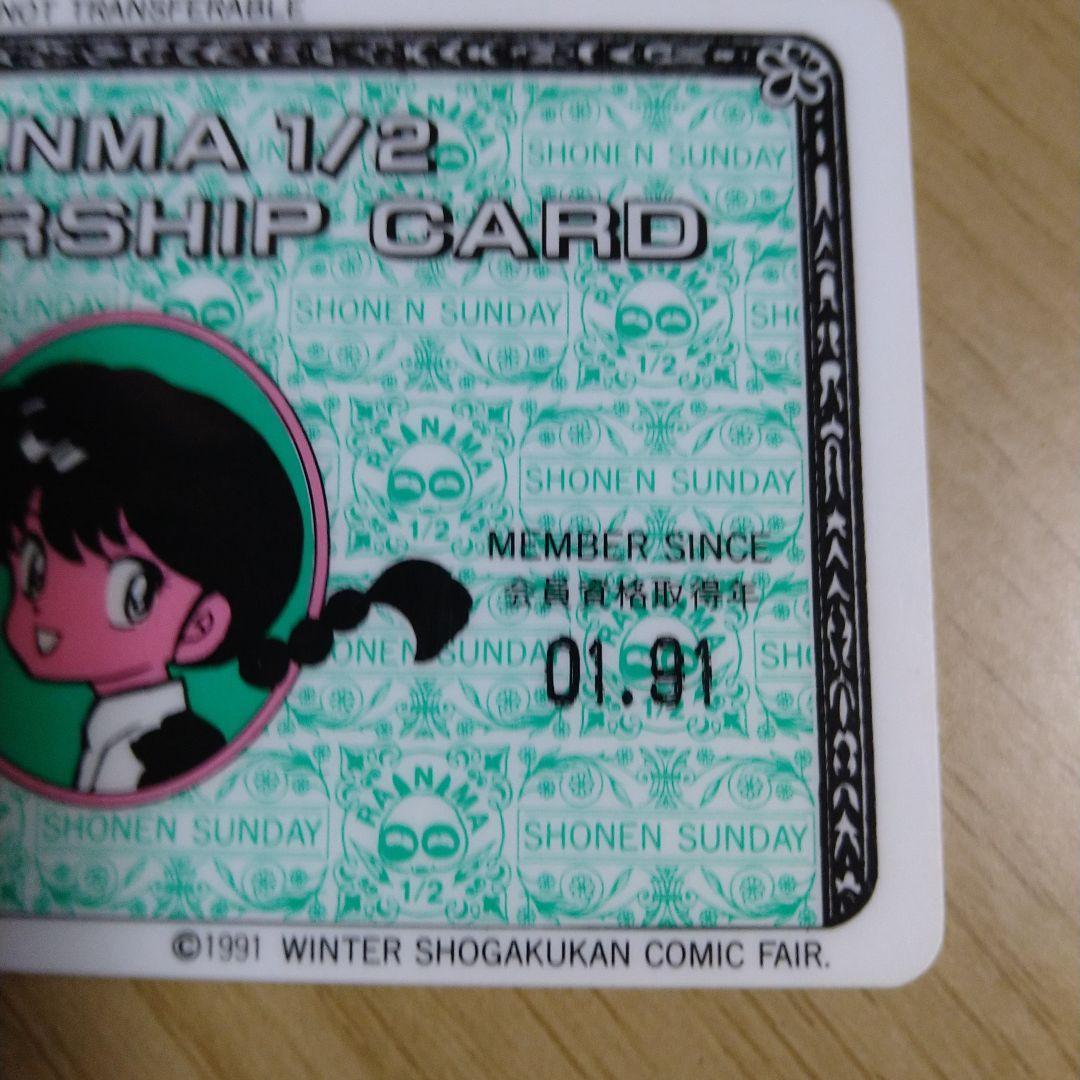 NOT TRANSFERABLE
ANMA 1/2
RSHIP CARD
SHONEN SUNDAY
SHONEN SUNDAY
RANMA
1/2
SH
RANMA
1/2
SHONEN SUNDAY
MEMBER SINCE
会員資格取得年
01.91
SHONEN SUNDAY
RANMA
1/2
SHONEN SUNDAY
©1991 WINTER SHOGAKUKAN COMIC FAIR.